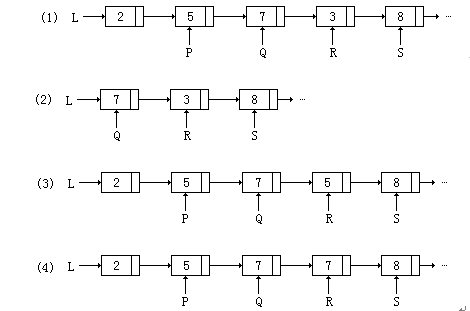 (1) L 2 5 7 3 8 …
P Q R S
(2) L 7 3 8 …
Q R S
(3) L 2 5 7 5 8 …
P Q R S
(4) L 2 5 7 7 8 …
P Q R S